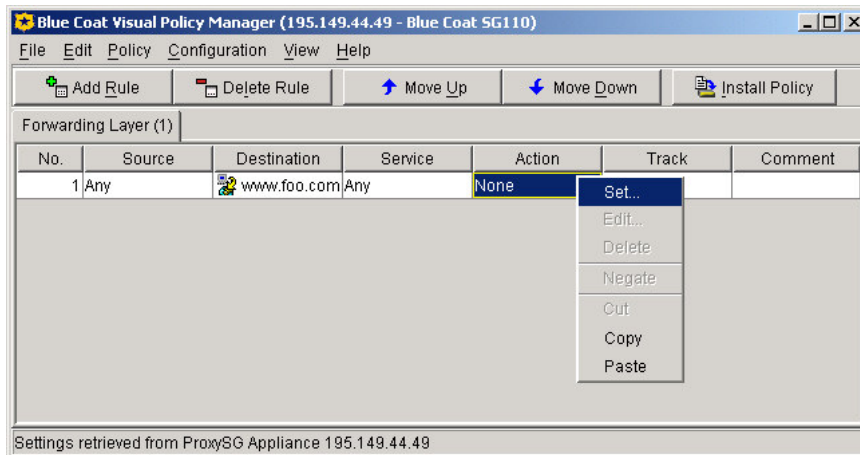 Blue Coat Visual Policy Manager (195.149.44.49 - Blue Coat SG110)
File Edit Policy Configuration View Help
Add Rule Delete Rule Move Up Move Down Install Policy
Forwarding Layer (1)
No. Source Destination Service Action Track Comment
1 Any www.foo.com Any None
Set...
Edit...
Delete
Negate
Cut
Copy
Paste
Settings retrieved from ProxySG Appliance 195.149.44.49